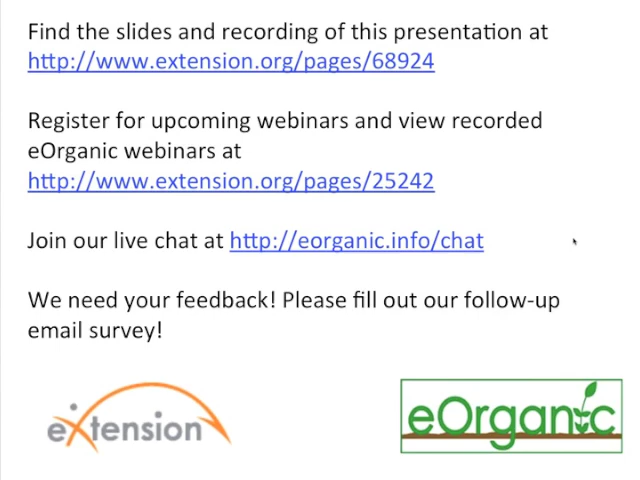 Find the slides and recording of this presentation at
http://www.extension.org/pages/68924
Register for upcoming webinars and view recorded
eOrganic webinars at
http://www.extension.org/pages/25242
Join our live chat at http://eorganic.info/chat
We need your feedback! Please fill out our follow-up
email survey!
eXtension
eOrganic